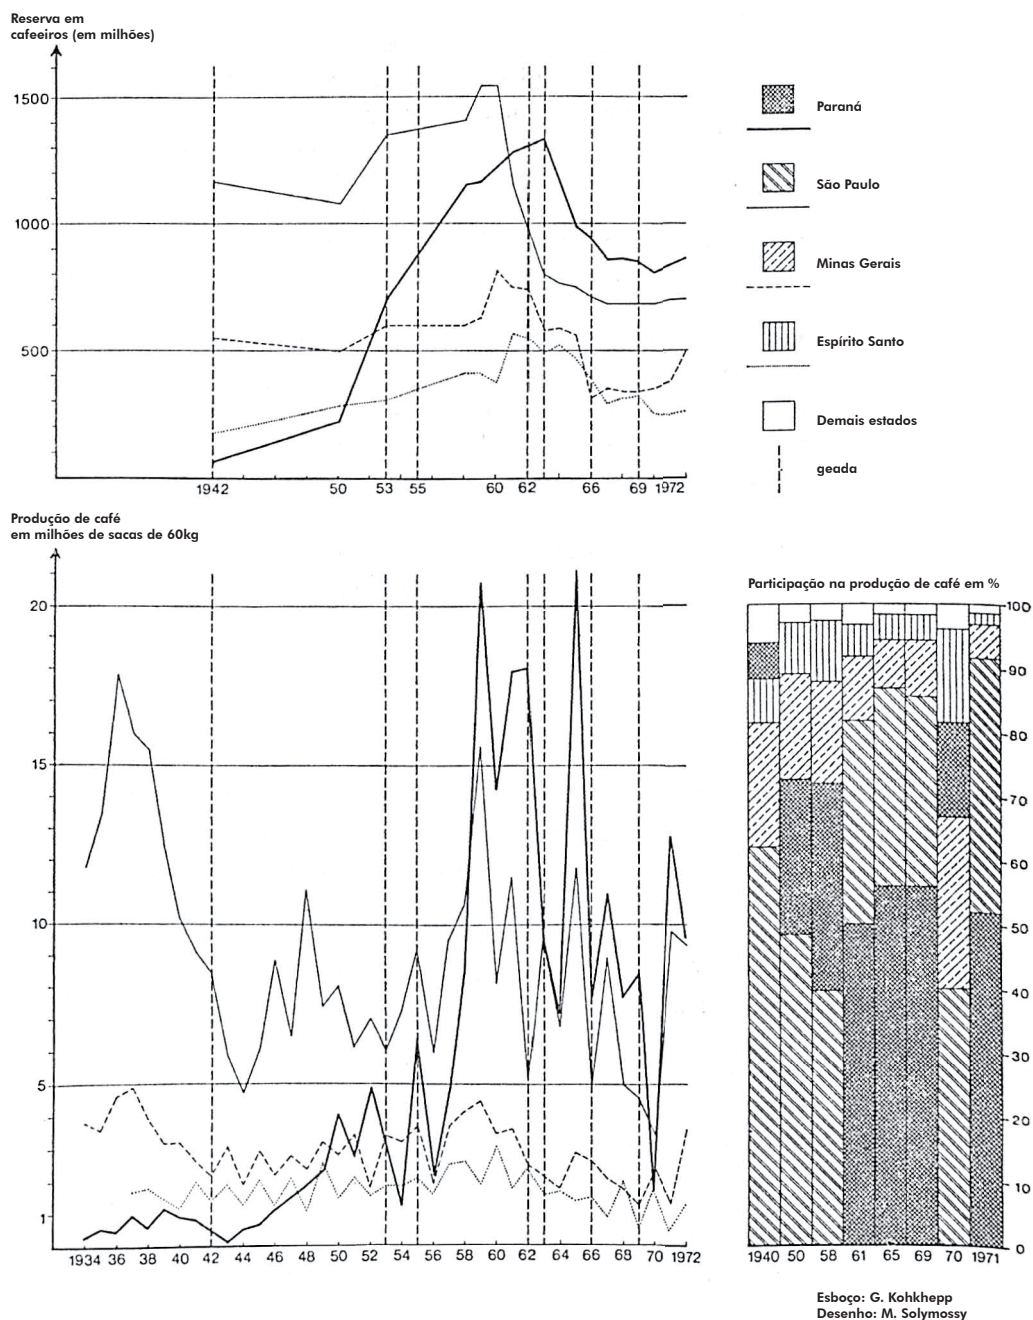 Reserva em
cafeeiros (em milhões)
1500
1000
500
1942 50 53 55 60 62 66 69 1972
Paraná
São Paulo
Minas Gerais
Espírito Santo
Demais estados
geada
Produção de café
em milhões de sacas de 60kg
20
15
10
5
1
1934 36 38 40 42 44 46 48 50 52 54 56 58 60 62 64 66 68 70 1972
Participação na produção de café em %
100
90
80
70
60
50
40
30
20
10
0
1940 50 58 61 65 69 70 1971
Esboço: G. Kohkhepp
Desenho: M. Solymossy